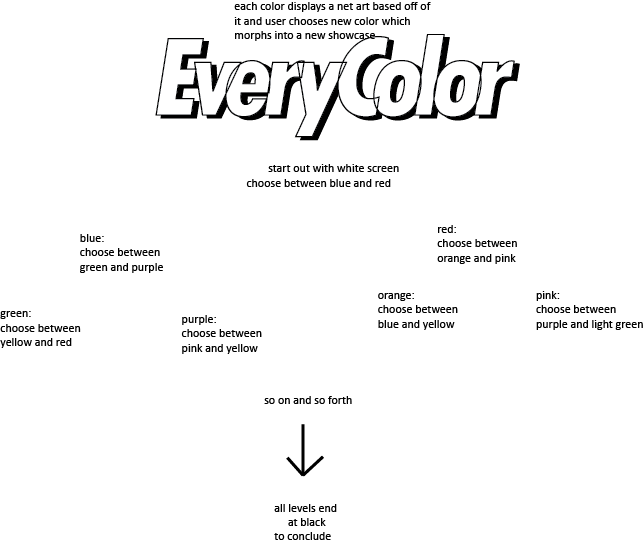 each color displays a net art based off of
it and user chooses new color which
morphs into a new showcase
EveryColor
start out with white screen
choose between blue and red
blue:
choose between
green and purple
red:
choose between
orange and pink
green:
choose between
yellow and red
purple:
choose between
pink and yellow
orange:
choose between
blue and yellow
pink:
choose between
purple and light green
so on and so forth
all levels end
at black
to conclude